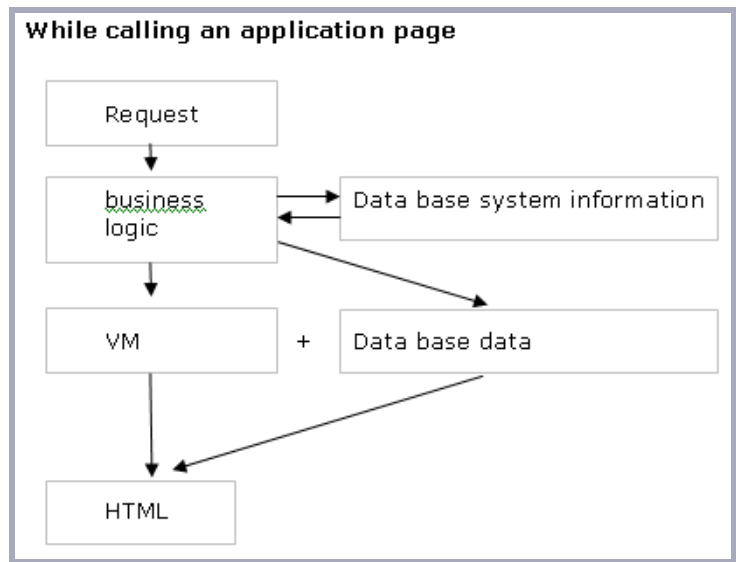 While calling an application page
Request
business
logic
Data base system information
VM
+
Data base data
HTML